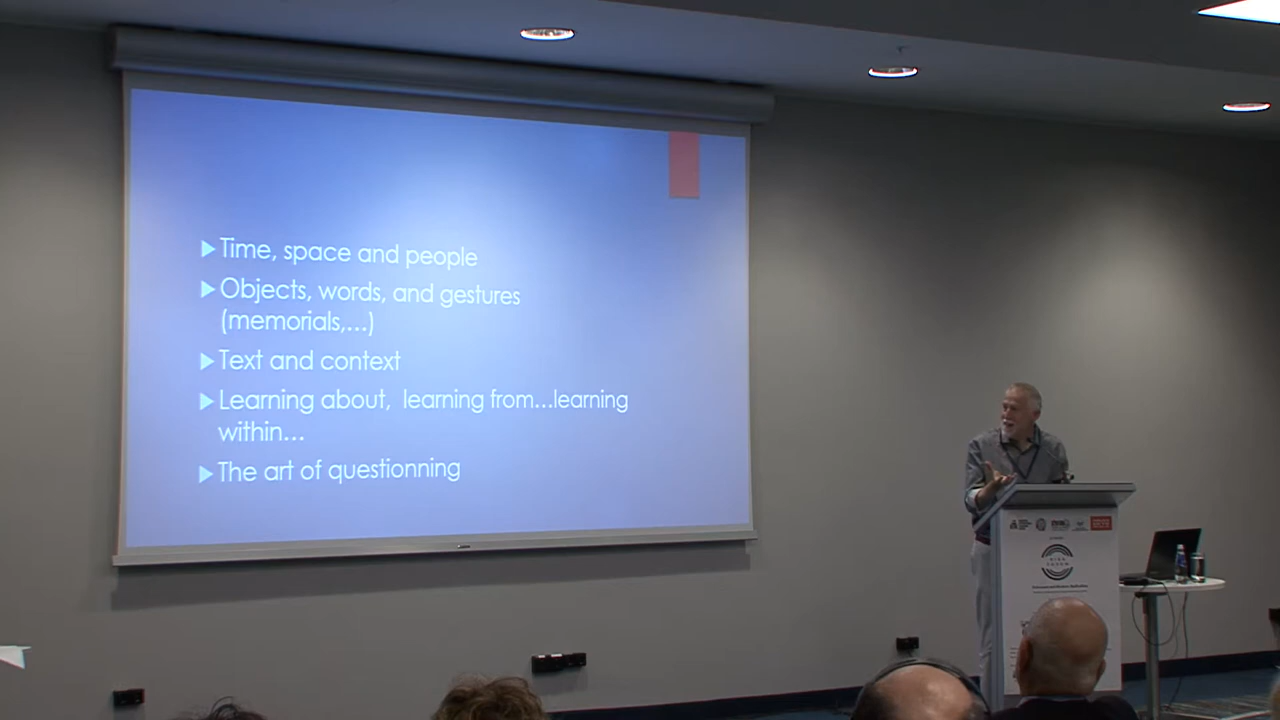 Time, space and people
Objects, words, and gestures
(memorials,...)
Text and context
Learning about, learning from...learning
within...
The art of questionning